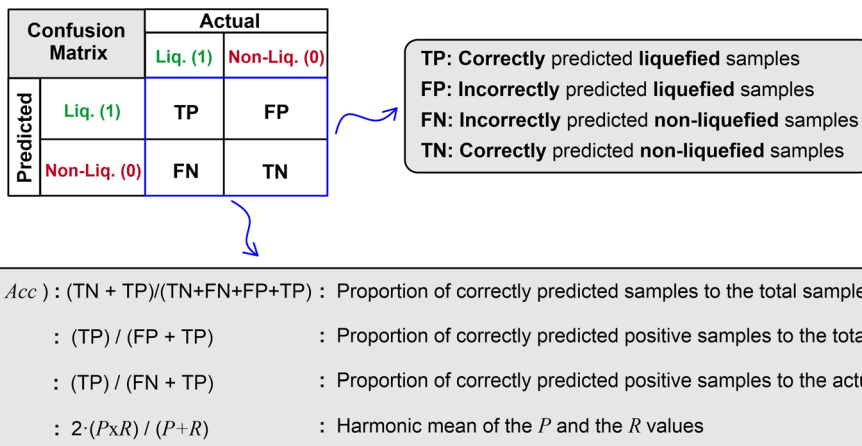 Confusion Matrix
Actual
Liq. (1) Non-Liq. (0)
Predicted
Liq. (1) TP FP
Non-Liq. (0) FN TN
TP: Correctly predicted liquefied samples
FP: Incorrectly predicted liquefied samples
FN: Incorrectly predicted non-liquefied samples
TN: Correctly predicted non-liquefied samples
Acc ) : (TN + TP)/(TN+FN+FP+TP) : Proportion of correctly predicted samples to the total sample
: (TP) / (FP + TP) : Proportion of correctly predicted positive samples to the tota
: (TP) / (FN + TP) : Proportion of correctly predicted positive samples to the actu
: 2·(PxR) / (P+R) : Harmonic mean of the P and the R values